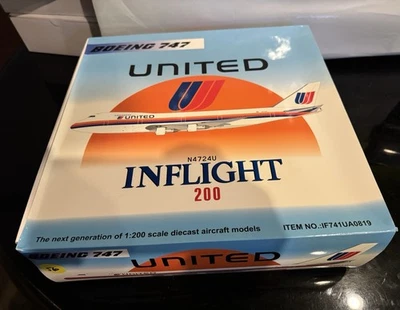 BOEING 747
UNITED
UNITED
N4724U
INFLIGHT
200
The next generation of 1:200 scale diecast aircraft models
ITEM NO.:IF741UA0819
BOEING 747
UNITED